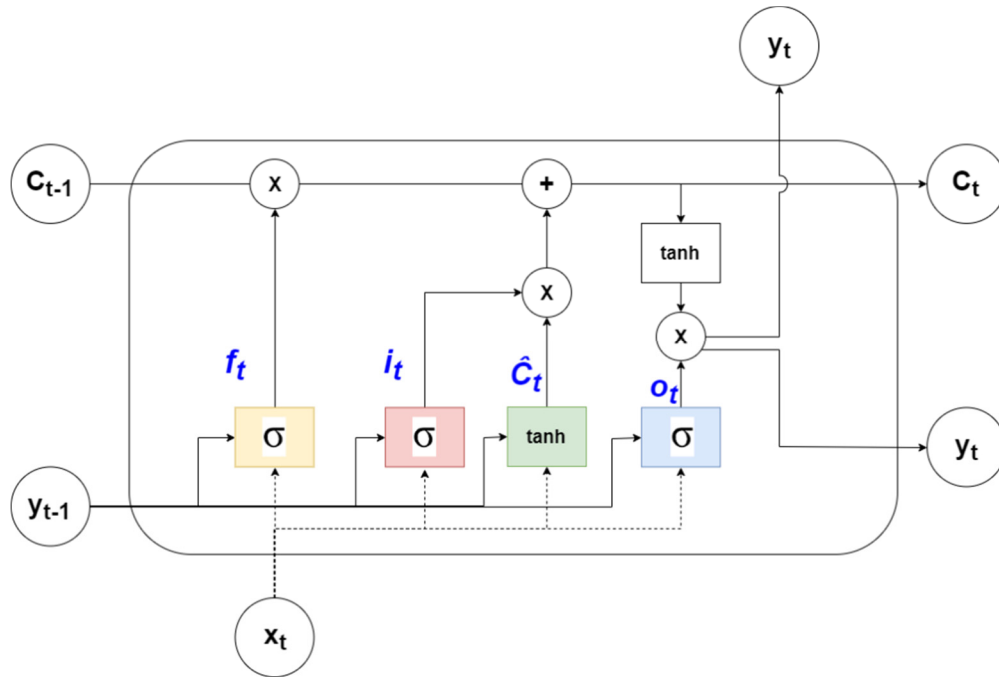 yₜ
Cₜ₋₁ x + Cₜ
tanh
x
x
fₜ iₜ Ĉₜ oₜ
σ σ tanh σ
yₜ
yₜ₋₁
xₜ